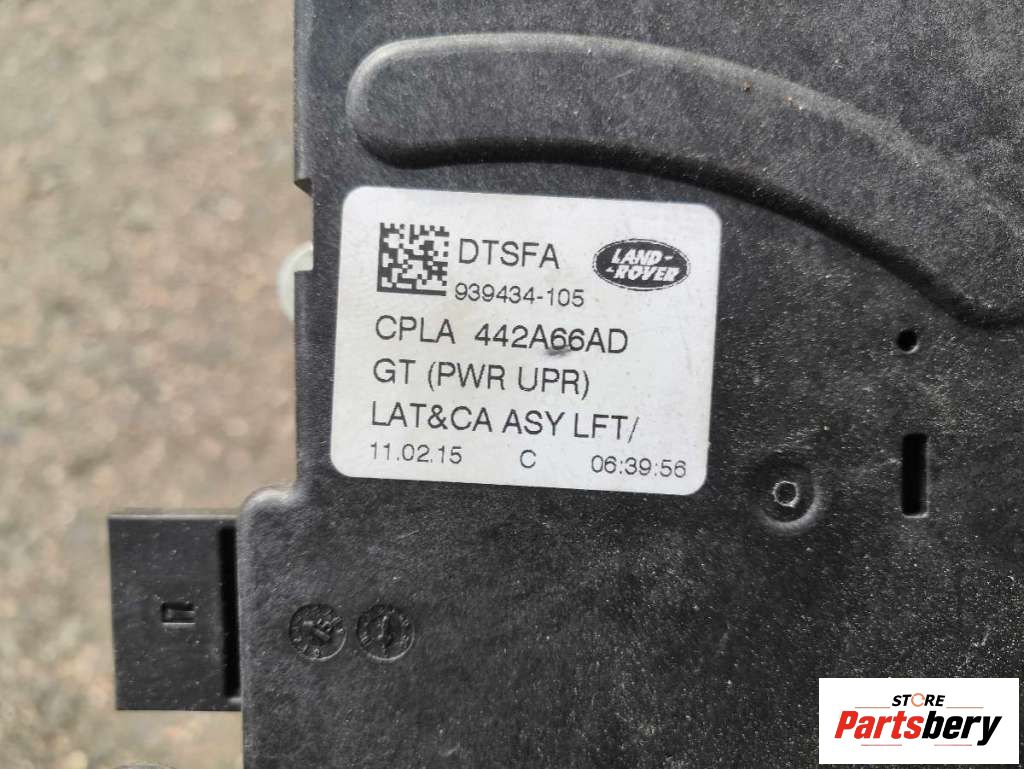 DTSFA
LAND-
-ROVER
939434-105
CPLA 442A66AD
GT (PWR UPR)
LAT&CA ASY LFT/
11.02.15 C 06:39:56
STORE
Partsbery